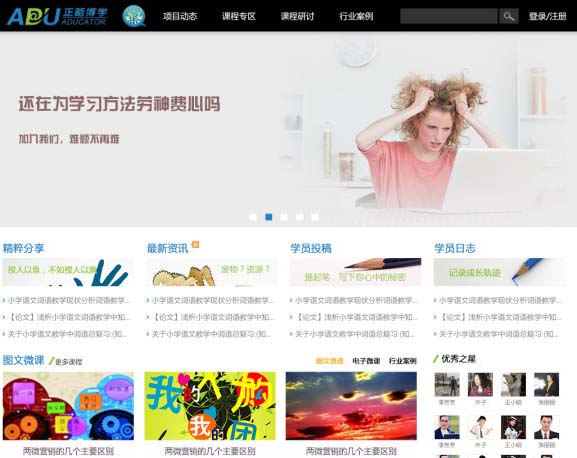 ADU 正略博学
ADUCATOR
项目动态 课程专区 课程研讨 行业案例 登录/注册
还在为学习方法劳神费心吗
加入我们，难题不再难
精粹分享 最新资讯 学员投稿 学员日志
授人以鱼，不如授人以渔 废物？资源？ 提起笔，写下你心中的秘密 记录成长轨迹
小学语文词语教学现状分析词语教学... 小学语文词语教学现状分析词语教学... 小学语文词语教学现状分析词语教学... 小学语文词语教学现状分析词语教学...
【论文】浅析小学语文词语教学中知... 【论文】浅析小学语文词语教学中知... 【论文】浅析小学语文词语教学中知... 【论文】浅析小学语文词语教学中知...
关于小学语文教学中词语总复习:(知... 关于小学语文教学中词语总复习:(知... 关于小学语文教学中词语总复习:(知... 关于小学语文教学中词语总复习:(知...
图文微课 更多课程 图文微课 电子微课 行业案例 优秀之星
我的个购
我的团
李芳芳 叶子 王小明 张丽丽
两微营销的几个主要区别 两微营销的几个主要区别 两微营销的几个主要区别
李芳芳 叶子 王小明 张丽丽